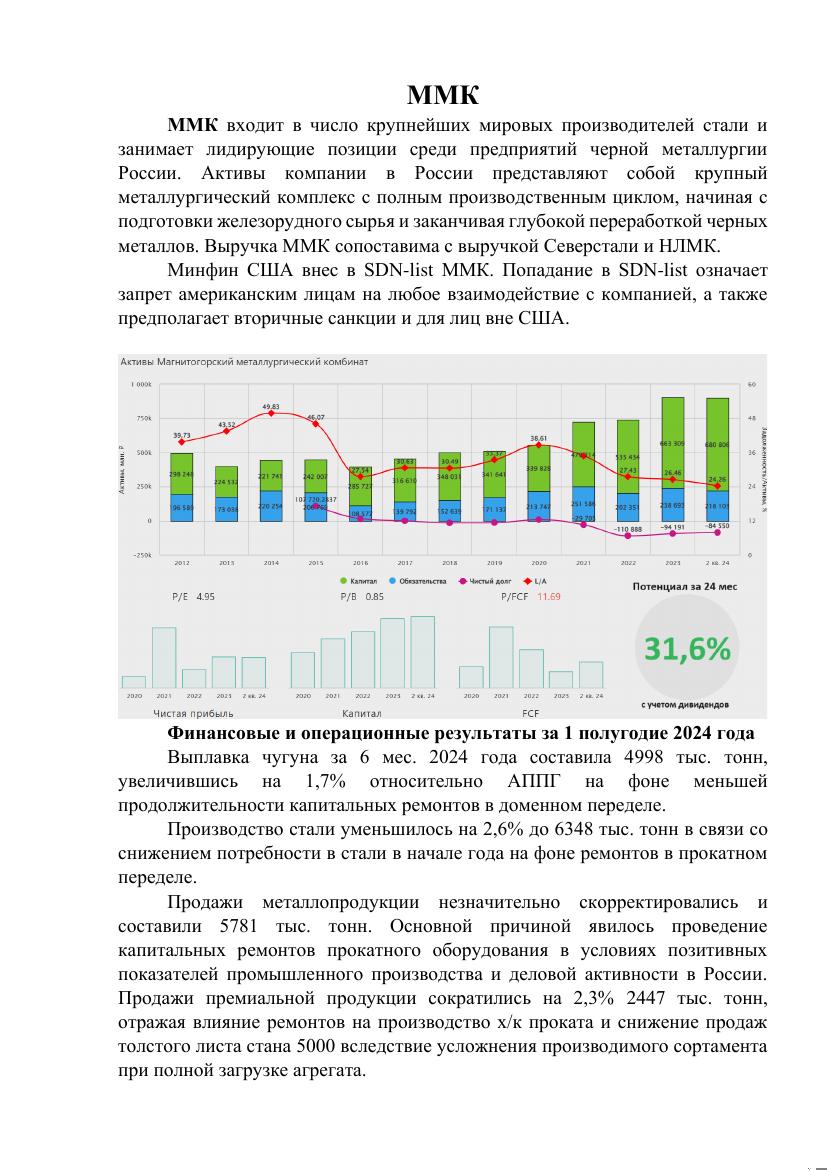 ММК
ММК входит в число крупнейших мировых производителей стали и
занимает лидирующие позиции среди предприятий черной металлургии
России. Активы компании в России представляют собой крупный
металлургический комплекс с полным производственным циклом, начиная с
подготовки железорудного сырья и заканчивая глубокой переработкой черных
металлов. Выручка ММК сопоставима с выручкой Северстали и НЛМК.
Минфин США внес в SDN-list ММК. Попадание в SDN-list означает
запрет американским лицам на любое взаимодействие с компанией, а также
предполагает вторичные санкции и для лиц вне США.
Активы Магнитогорский металлургический комбинат
1 000k 60
49,83
750k 48
43,52 46,07
39,73 38,61
33,37
500k 30,63 30,49 36
27,54 535 434 663 309 680 806
298 248 224 532 221 741 242 007 285 727 316 610 348 031 341 641 339 828 27,43 26,46 24,26
250k 24
196 580 173 036 220 254 107 720.2837 108 577 139 792 152 639 171 137 213 747 251 586 202 351 238 693 218 103
0 12
-29 705 -110 888 -94 191 -84 550
-250k 0
Активы, млн. ₽
Задолженность/Активы, %
2012 2013 2014 2015 2016 2017 2018 2019 2020 2021 2022 2023 2 кв. 24
Капитал Обязательства Чистый долг L/A
Потенциал за 24 мес
P/E 4.95 P/B 0.85 P/FCF 11.69
31,6%
с учетом дивидендов
2020 2021 2022 2023 2 кв. 24 2020 2021 2022 2023 2 кв. 24 2020 2021 2022 2023 2 кв. 24
Чистая прибыль Капитал FCF
Финансовые и операционные результаты за 1 полугодие 2024 года
Выплавка чугуна за 6 мес. 2024 года составила 4998 тыс. тонн,
увеличившись на 1,7% относительно АППГ на фоне меньшей
продолжительности капитальных ремонтов в доменном переделе.
Производство стали уменьшилось на 2,6% до 6348 тыс. тонн в связи со
снижением потребности в стали в начале года на фоне ремонтов в прокатном
переделе.
Продажи металлопродукции незначительно скорректировались и
составили 5781 тыс. тонн. Основной причиной явилось проведение
капитальных ремонтов прокатного оборудования в условиях позитивных
показателей промышленного производства и деловой активности в России.
Продажи премиальной продукции сократились на 2,3% 2447 тыс. тонн,
отражая влияние ремонтов на производство х/к проката и снижение продаж
толстого листа стана 5000 вследствие усложнения производимого сортамента
при полной загрузке агрегата.